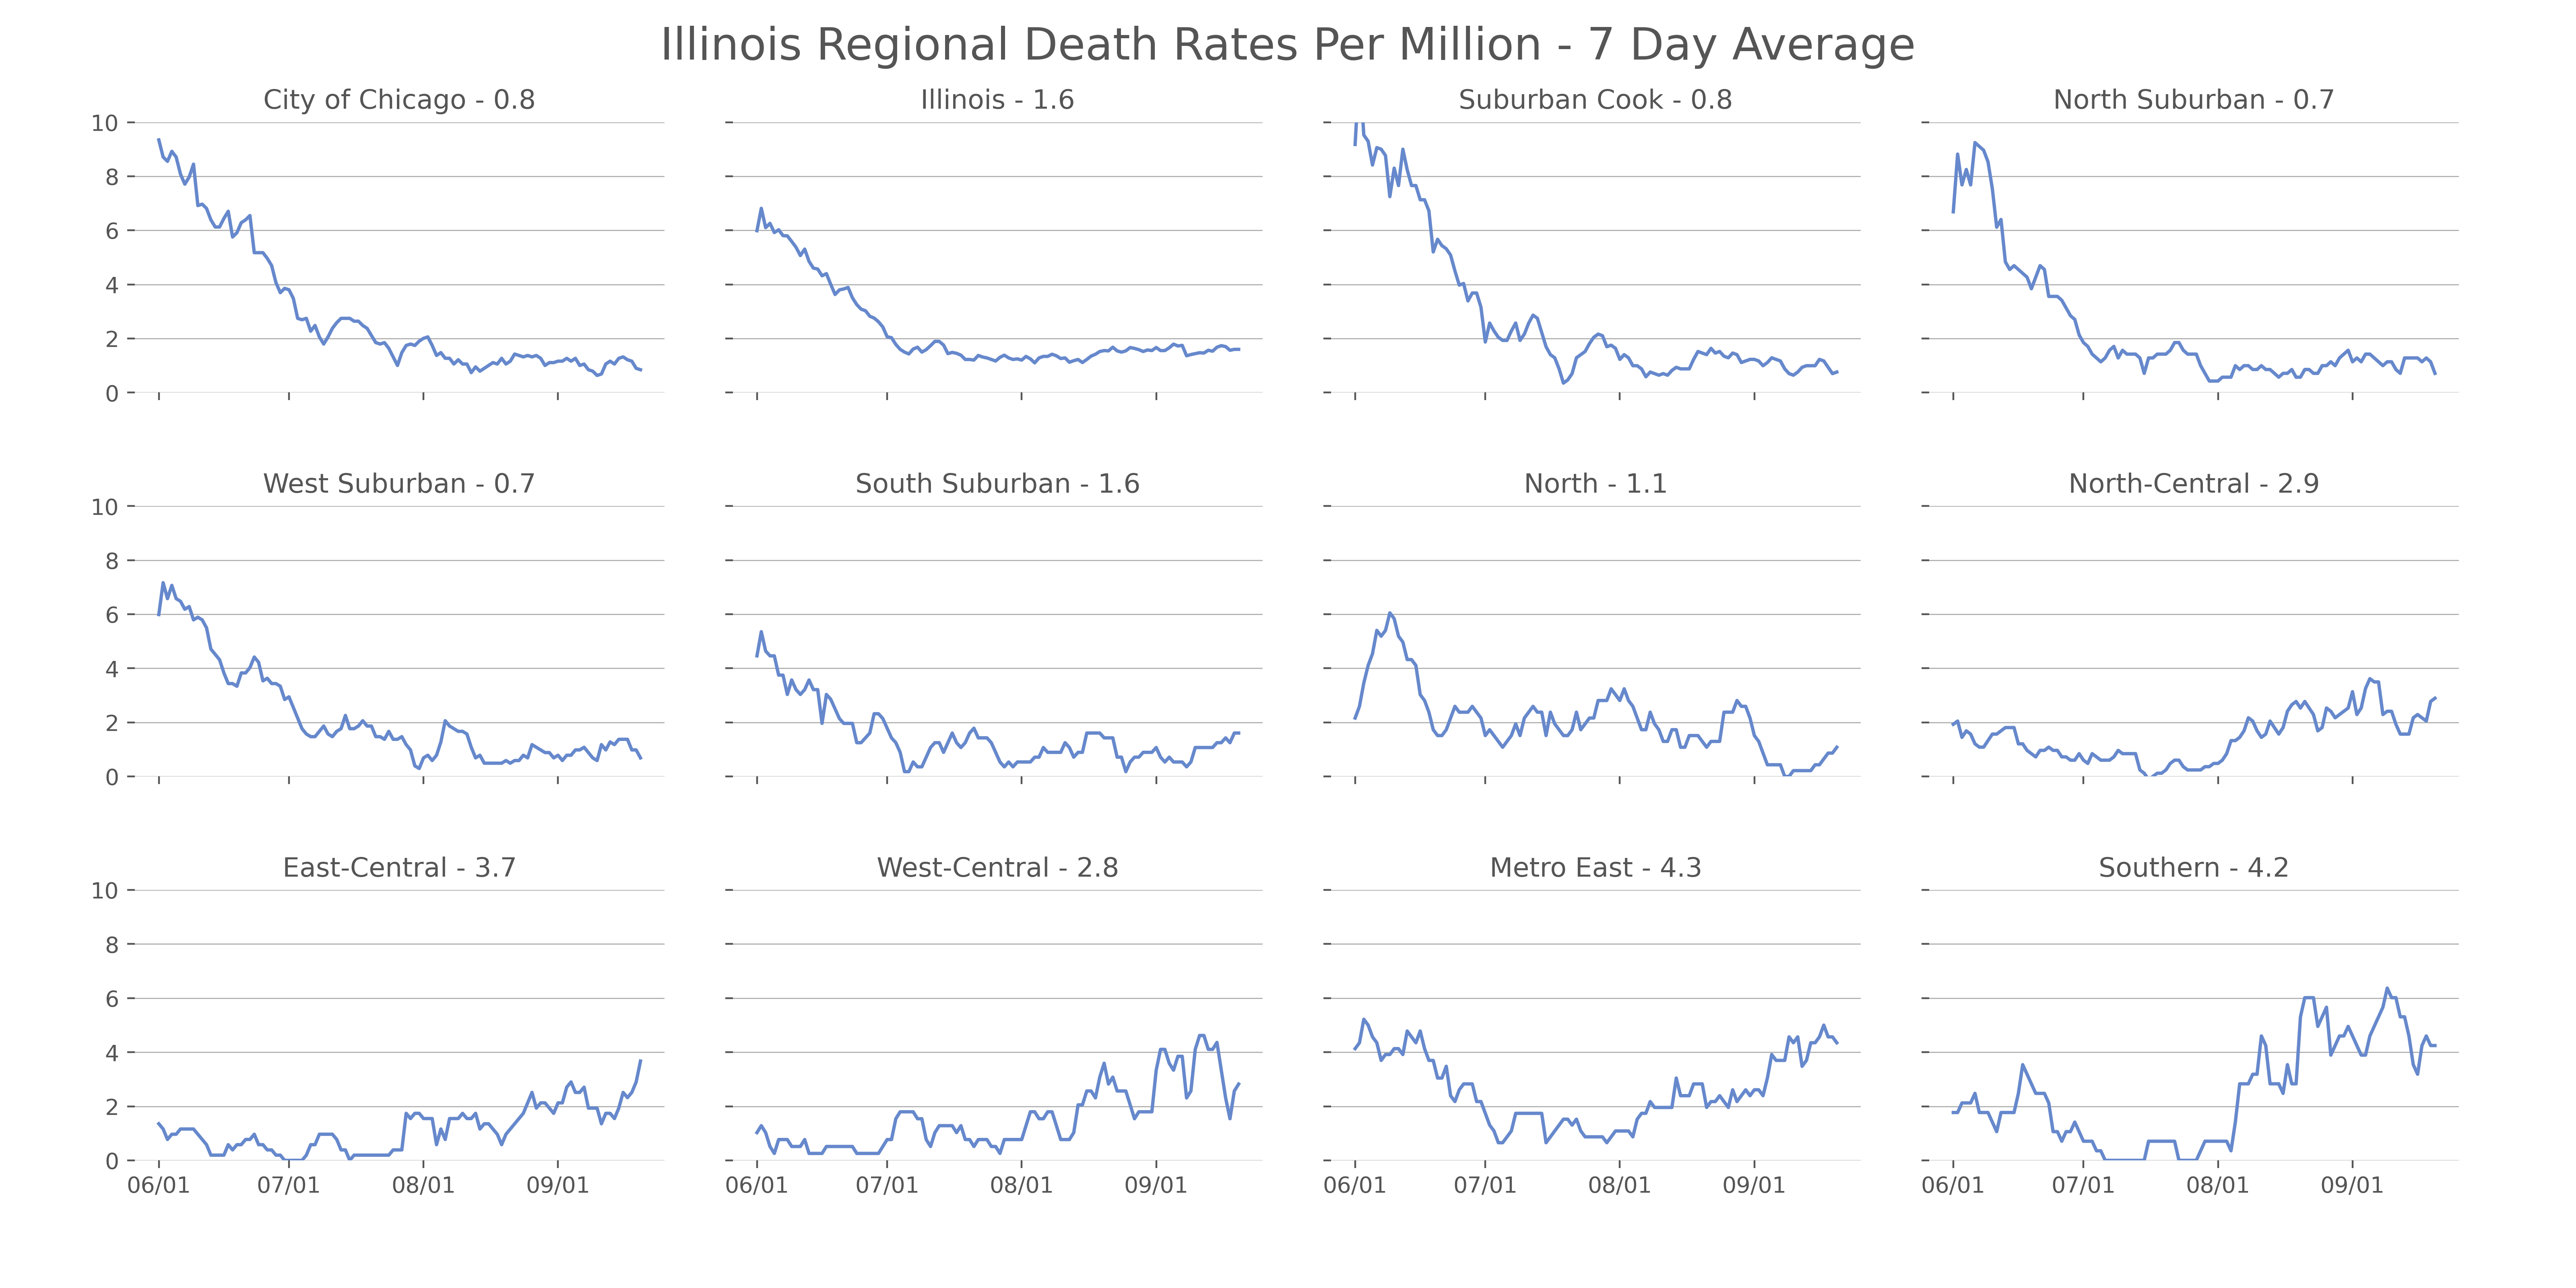 Illinois Regional Death Rates Per Million - 7 Day Average
City of Chicago - 0.8
Illinois - 1.6
Suburban Cook - 0.8
North Suburban - 0.7
10
8
6
4
2
0
West Suburban - 0.7
South Suburban - 1.6
North - 1.1
North-Central - 2.9
10
8
6
4
2
0
East-Central - 3.7
West-Central - 2.8
Metro East - 4.3
Southern - 4.2
10
8
6
4
2
0
06/01 07/01 08/01 09/01
06/01 07/01 08/01 09/01
06/01 07/01 08/01 09/01
06/01 07/01 08/01 09/01